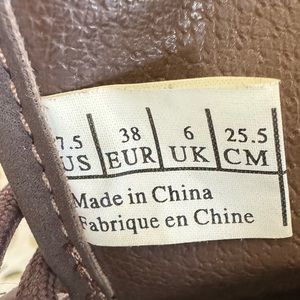 7.5 38 6 25.5
US EUR UK CM
Made in China
Fabrique en Chine